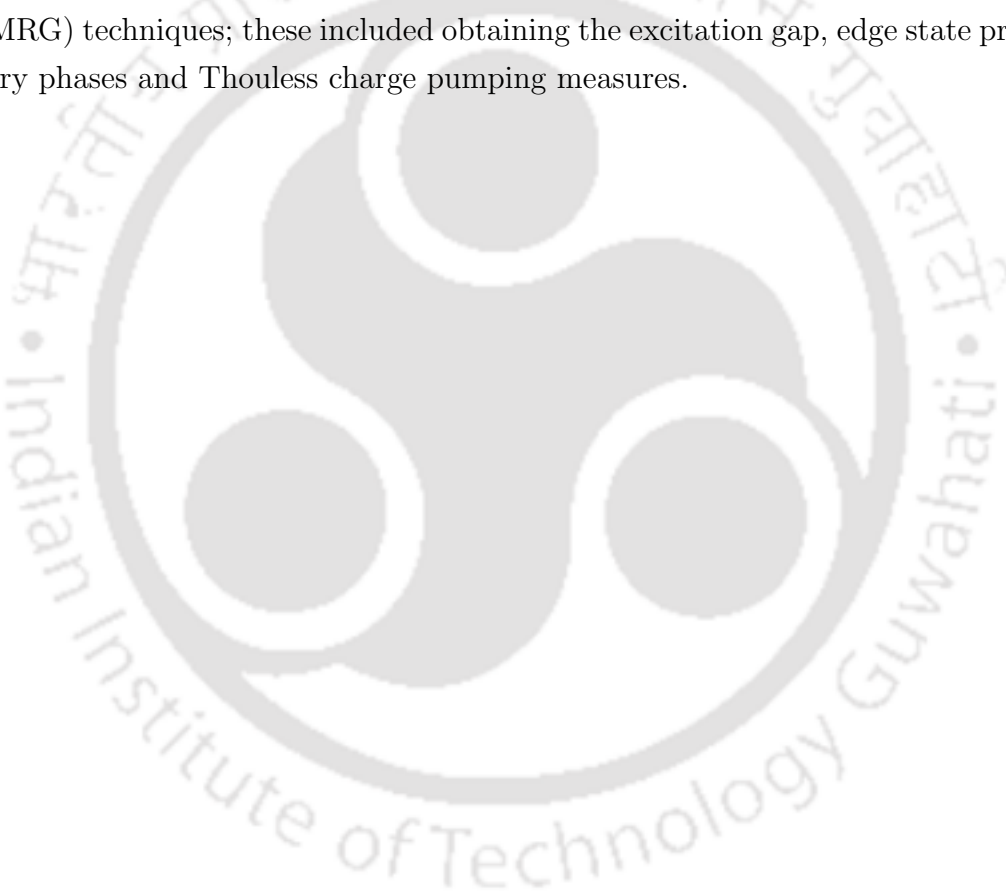 MRG) techniques; these included obtaining the excitation gap, edge state pr
ry phases and Thouless charge pumping measures.
Indian Institute of Technology Guwahati